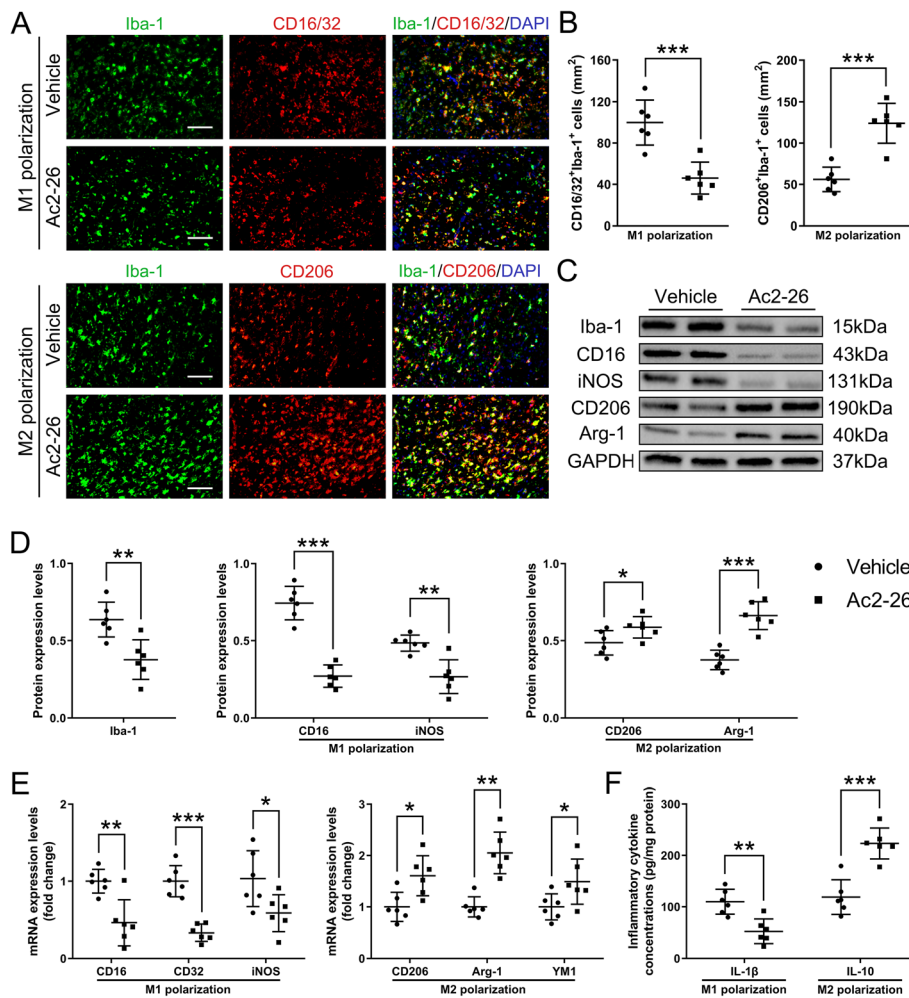 A
Iba-1
CD16/32
Iba-1/CD16/32/DAPI
M1 polarization
Vehicle
Ac2-26
Iba-1
CD206
Iba-1/CD206/DAPI
M2 polarization
Vehicle
Ac2-26
B
CD16/32+Iba-1+ cells (mm2)
160
120
80
40
0
***
M1 polarization
CD206+Iba-1+ cells (mm2)
200
150
100
50
0
***
M2 polarization
C
Vehicle Ac2-26
Iba-1 15kDa
CD16 43kDa
iNOS 131kDa
CD206 190kDa
Arg-1 40kDa
GAPDH 37kDa
D
Protein expression levels
1.0
0.5
0.0
**
Iba-1
Protein expression levels
1.0
0.5
0.0
***
**
CD16 iNOS
M1 polarization
Protein expression levels
1.0
0.5
0.0
*
***
CD206 Arg-1
M2 polarization
Vehicle
Ac2-26
E
mRNA expression levels
(fold change)
2
1
0
**
***
*
CD16 CD32 iNOS
M1 polarization
mRNA expression levels
(fold change)
3
2
1
0
*
**
*
CD206 Arg-1 YM1
M2 polarization
F
Inflammatory cytokine
concentrations (pg/mg protein)
300
200
100
0
**
***
IL-1β IL-10
M1 polarization M2 polarization